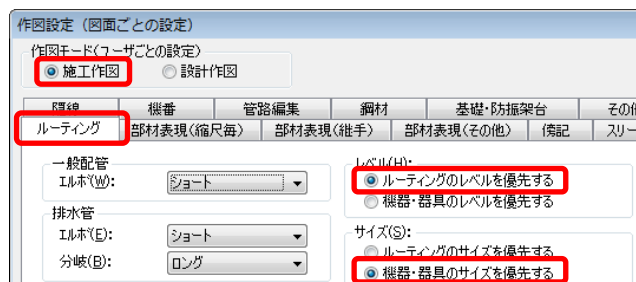 作図設定（図面ごとの設定）
作図モード(ユーザごとの設定)
施工作図 設計作図
隠線 機番 管路編集 鋼材 基礎・防振架台 その他
ルーティング 部材表現(縮尺毎) 部材表現(継手) 部材表現(その他) 傍記 スリー
一般配管
エルボ(W): ショート
排水管
エルボ(E): ショート
分岐(B): ロング
レベル(H):
ルーティングのレベルを優先する
機器・器具のレベルを優先する
サイズ(S):
ルーティングのサイズを優先する
機器・器具のサイズを優先する